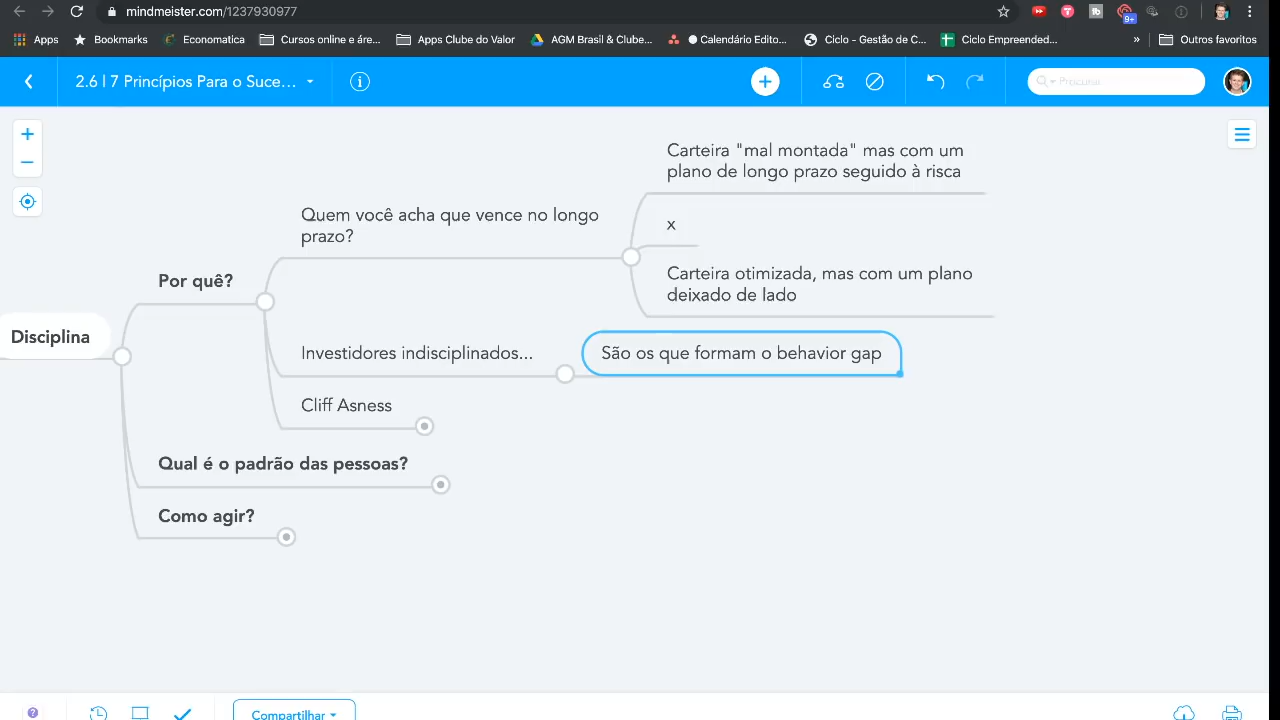 mindmeister.com/1237930977
9+
Apps
Bookmarks
Economatica
Cursos online e áre...
Apps Clube do Valor
AGM Brasil & Clube...
Calendário Edito...
Ciclo - Gestão de C...
Ciclo Empreended...
»
Outros favoritos
2.6 | 7 Princípios Para o Suce...
Procurar
Carteira "mal montada" mas com um
plano de longo prazo seguido à risca
Quem você acha que vence no longo
prazo?
x
Carteira otimizada, mas com um plano
deixado de lado
Por quê?
Disciplina
Investidores indisciplinados...
São os que formam o behavior gap
Cliff Asness
Qual é o padrão das pessoas?
Como agir?
?
Compartilhar